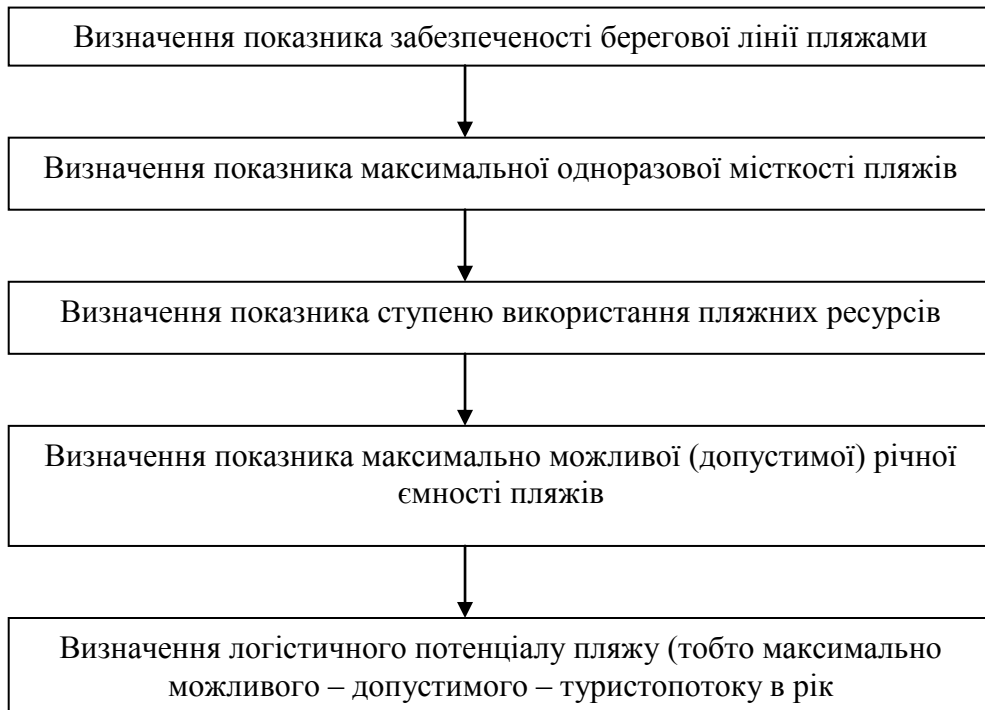 Визначення показника забезпеченості берегової лінії пляжами
Визначення показника максимальної одноразової місткості пляжів
Визначення показника ступеню використання пляжних ресурсів
Визначення показника максимально можливої (допустимої) річної
ємності пляжів
Визначення логістичного потенціалу пляжу (тобто максимально
можливого – допустимого – туристопотоку в рік